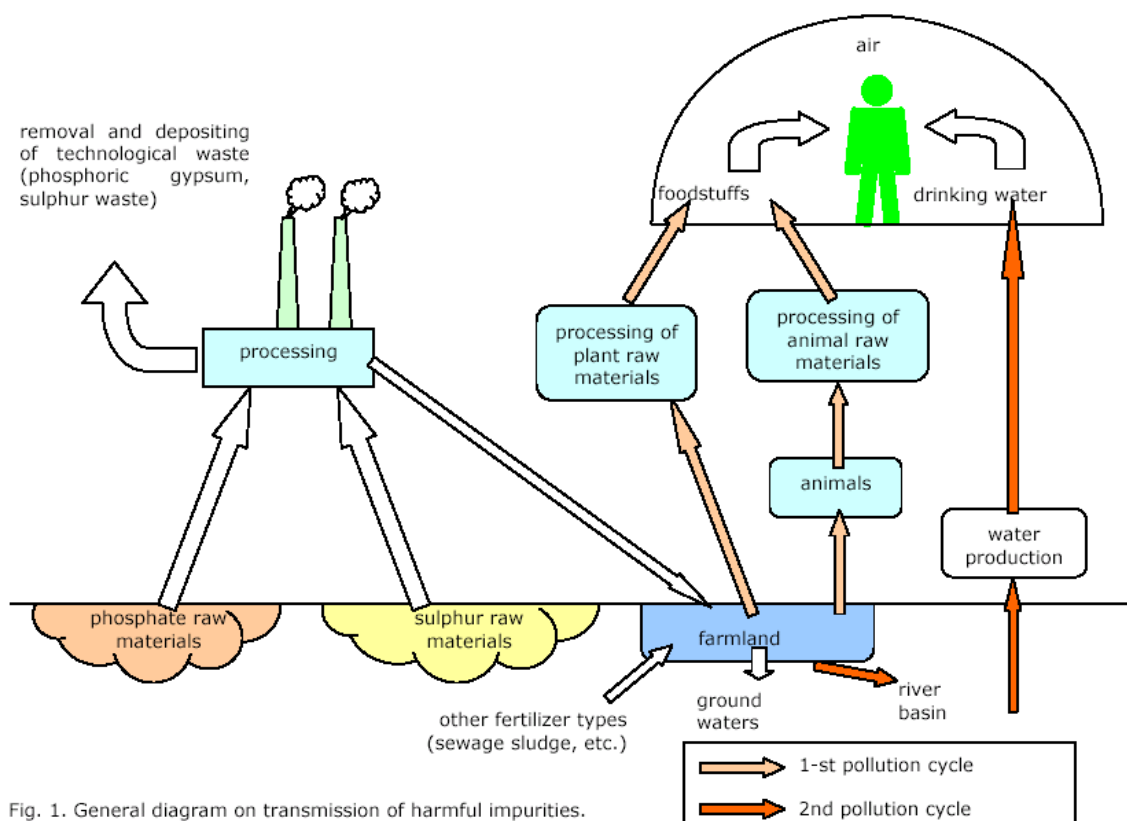 air
removal and depositing
of technological waste
(phosphoric gypsum,
sulphur waste)
foodstuffs
drinking water
processing
processing of
plant raw
materials
processing of
animal raw
materials
animals
water
production
phosphate raw
materials
sulphur raw
materials
farmland
other fertilizer types
(sewage sludge, etc.)
ground
waters
river
basin
1-st pollution cycle
2nd pollution cycle
Fig. 1. General diagram on transmission of harmful impurities.